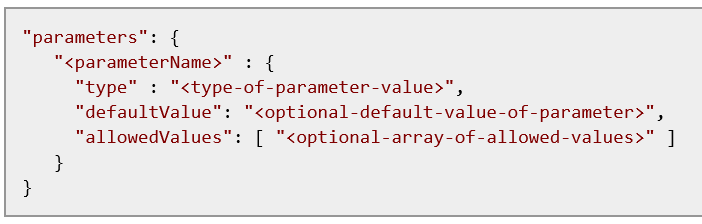 "parameters": {
   "<parameterName>" : {
     "type" : "<type-of-parameter-value>",
     "defaultValue": "<optional-default-value-of-parameter>",
     "allowedValues": [ "<optional-array-of-allowed-values>" ]
   }
}